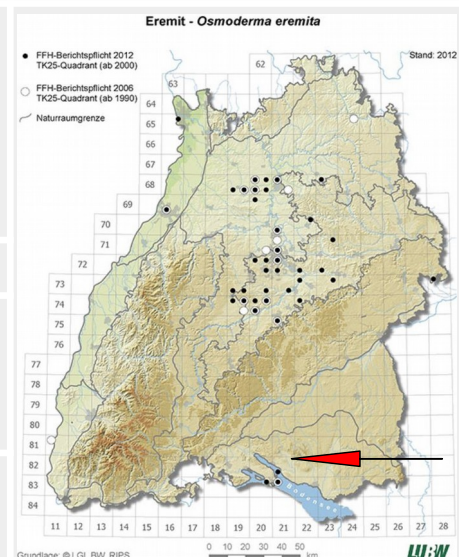 Eremit - Osmoderma eremita
FFH-Berichtspflicht 2012
TK25-Quadrant (ab 2000)
FFH-Berichtspflicht 2006
TK25-Quadrant (ab 1990)
Naturraumgrenze
Stand: 2012
62
63
64
65
66
67
68
69
70
71
72
73
74
75
76
77
78
79
80
81
82
83
84
Bodensee
11 12 13 14 15 16 17 18 19 20 21 22 23 24 25 26 27 28
0 10 20 30 40 50
km
Grundlage: © LGL BW, RIPS
LU:BW